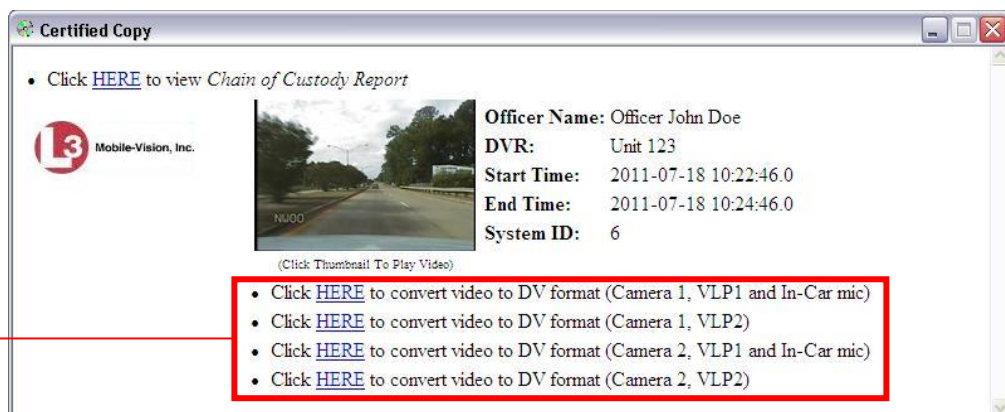 Certified Copy
• Click HERE to view Chain of Custody Report
L3 Mobile-Vision, Inc.
Officer Name: Officer John Doe
DVR: Unit 123
Start Time: 2011-07-18 10:22:46.0
End Time: 2011-07-18 10:24:46.0
System ID: 6
(Click Thumbnail To Play Video)
• Click HERE to convert video to DV format (Camera 1, VLP1 and In-Car mic)
• Click HERE to convert video to DV format (Camera 1, VLP2)
• Click HERE to convert video to DV format (Camera 2, VLP1 and In-Car mic)
• Click HERE to convert video to DV format (Camera 2, VLP2)